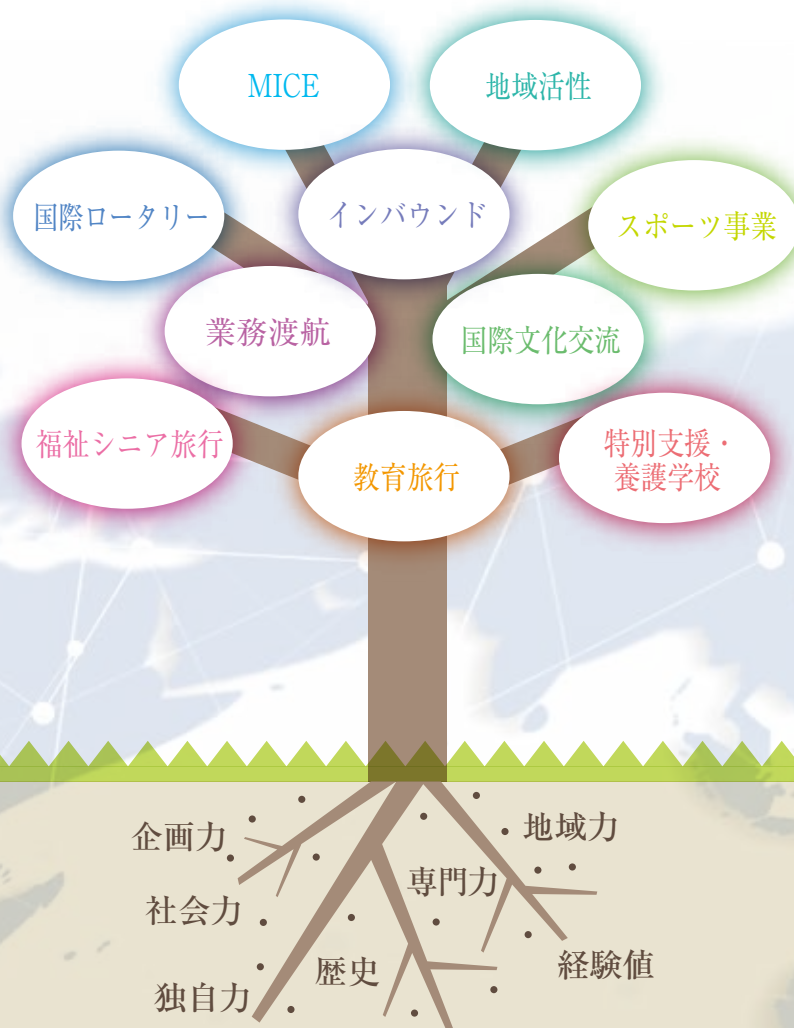 MICE
地域活性
国際ロータリー
インバウンド
スポーツ事業
業務渡航
国際文化交流
福祉シニア旅行
教育旅行
特別支援・
養護学校
企画力
地域力
社会力
専門力
独自力
歴史
経験値